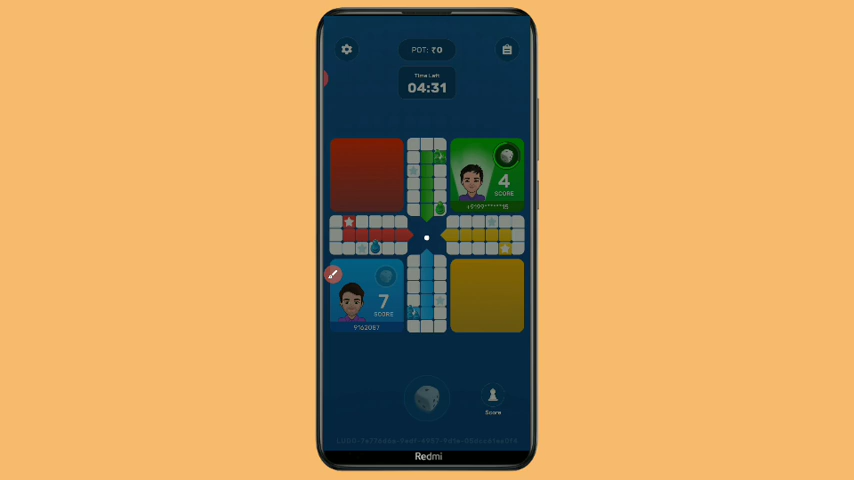 POT: ₹0
Time Left
04:31
4
SCORE
7
SCORE
9162087
Score
Redmi